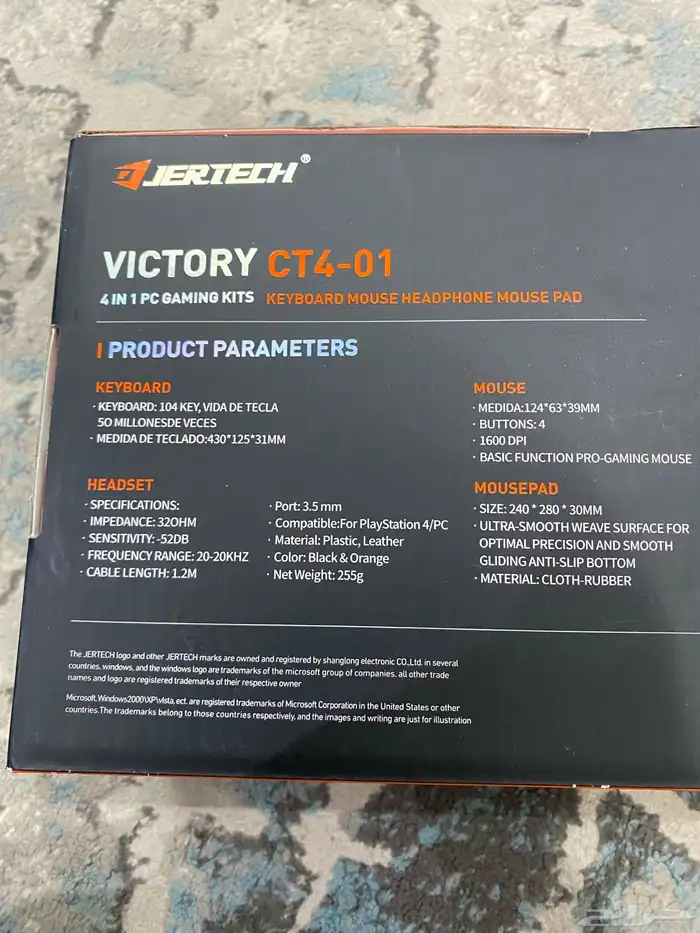 JERTECH®
VICTORY CT4-01
4 IN 1 PC GAMING KITS KEYBOARD MOUSE HEADPHONE MOUSE PAD
PRODUCT PARAMETERS
KEYBOARD
· KEYBOARD: 104 KEY, VIDA DE TECLA
50 MILLONESDE VECES
· MEDIDA DE TECLADO:430*125*31MM
MOUSE
· MEDIDA:124*63*39MM
· BUTTONS: 4
· 1600 DPI
· BASIC FUNCTION PRO-GAMING MOUSE
HEADSET
· SPECIFICATIONS:
· IMPEDANCE: 32OHM
· SENSITIVITY: -52DB
· FREQUENCY RANGE: 20-20KHZ
· CABLE LENGTH: 1.2M
· Port: 3.5 mm
· Compatible:For PlayStation 4/PC
· Material: Plastic, Leather
· Color: Black & Orange
· Net Weight: 255g
MOUSEPAD
· SIZE: 240 * 280 * 30MM
· ULTRA-SMOOTH WEAVE SURFACE FOR
OPTIMAL PRECISION AND SMOOTH
GLIDING ANTI-SLIP BOTTOM
· MATERIAL: CLOTH-RUBBER
The JERTECH logo and other JERTECH marks are owned and registered by shanglong electronic CO.,Ltd. in several
countries. windows, and the windows logo are trademarks of the microsoft group of companies. all other trade
names and logo are registered trademarks of their respective owner
Microsoft, Windows2000\XP\vista, ect. are registered trademarks of Microsoft Corporation in the United States or other
countries.The trademarks belong to those countries respectively, and the images and writing are just for illustration
حراج